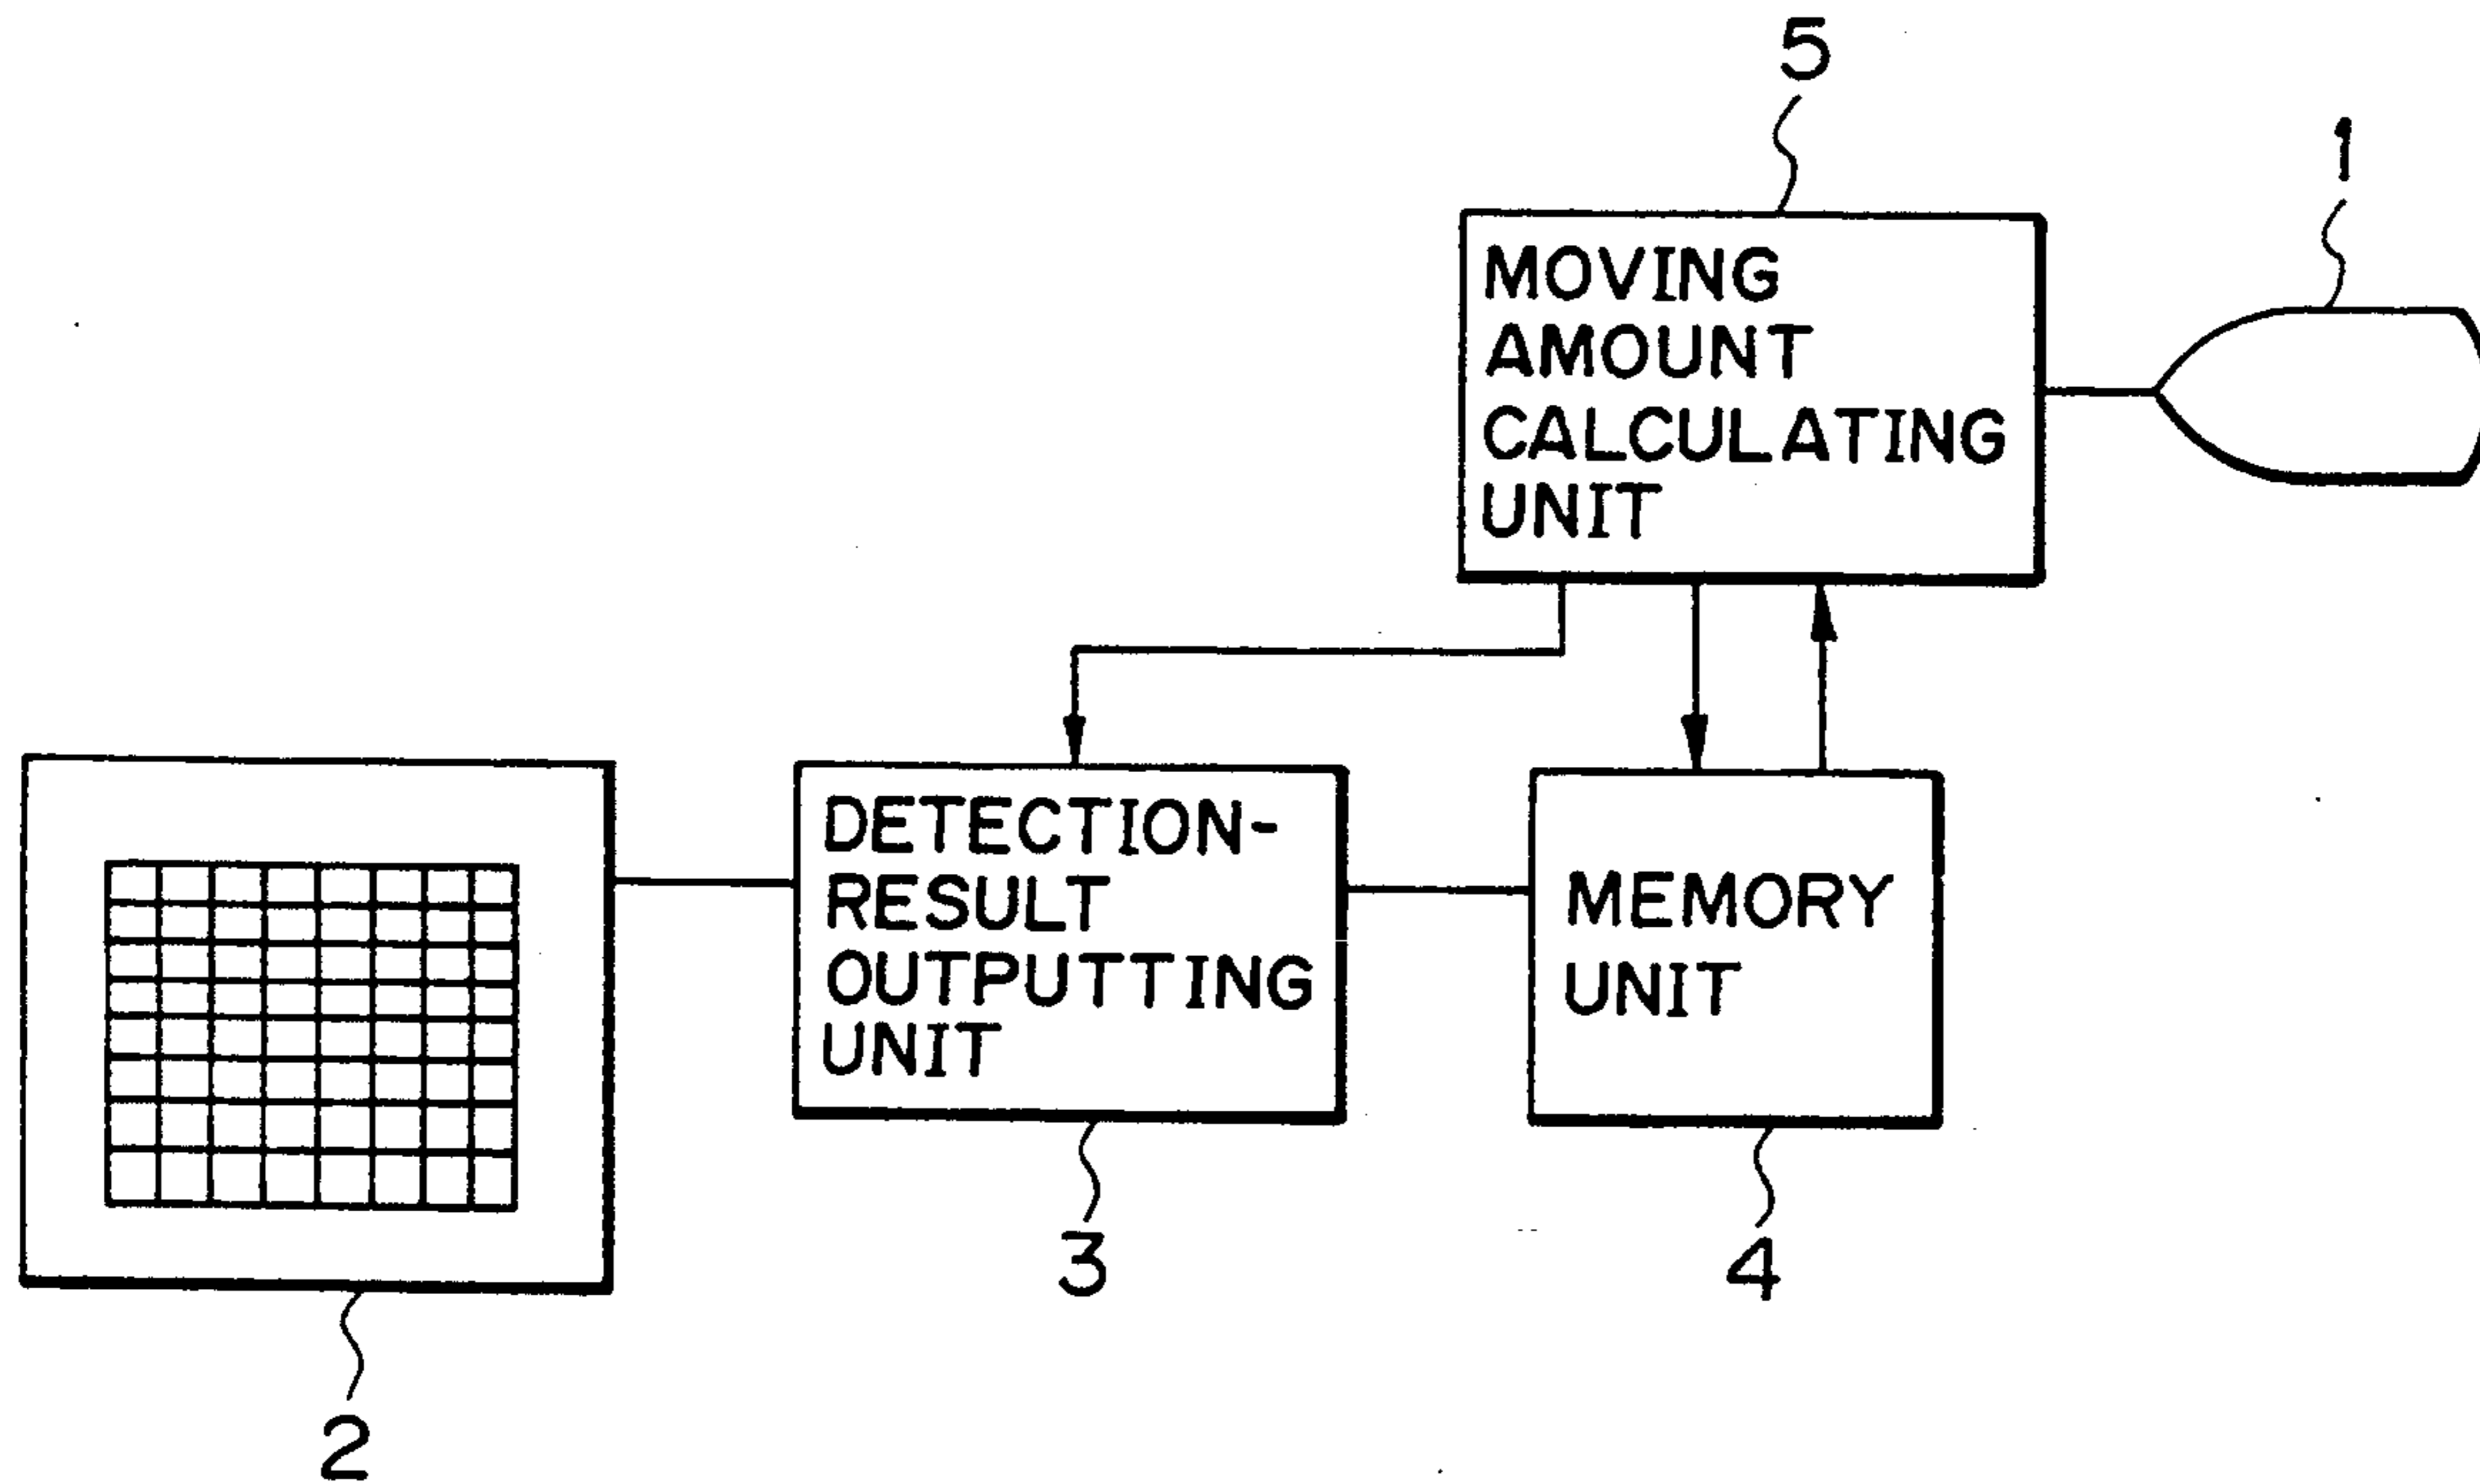 5
1
MOVING
AMOUNT
CALCULATING
UNIT
DETECTION-
RESULT
OUTPUTTING
UNIT
MEMORY
UNIT
3
4
2